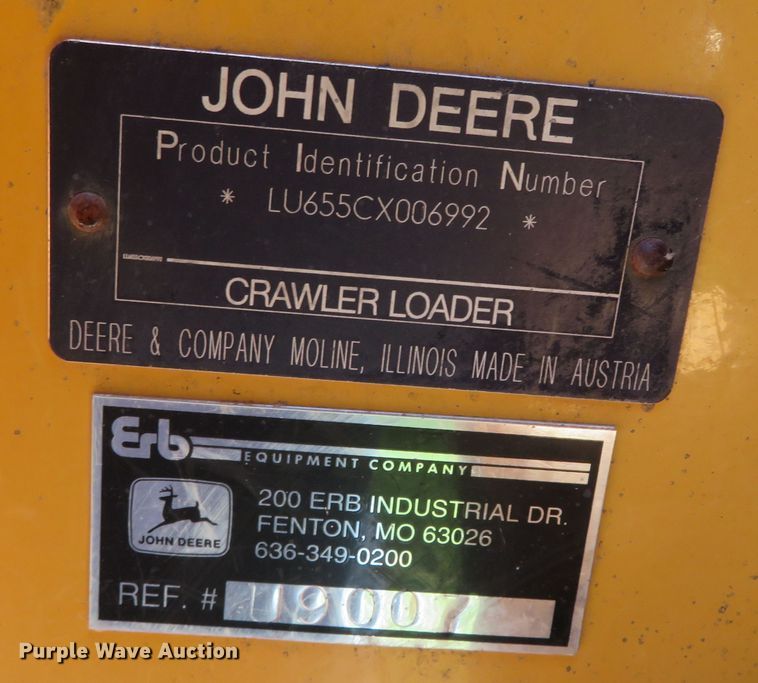 JOHN DEERE
Product Identification Number
* LU655CX006992 *
CRAWLER LOADER
DEERE & COMPANY MOLINE, ILLINOIS MADE IN AUSTRIA
Erb
EQUIPMENT COMPANY
200 ERB INDUSTRIAL DR.
FENTON, MO 63026
636-349-0200
JOHN DEERE
REF. # U9007
Purple Wave Auction